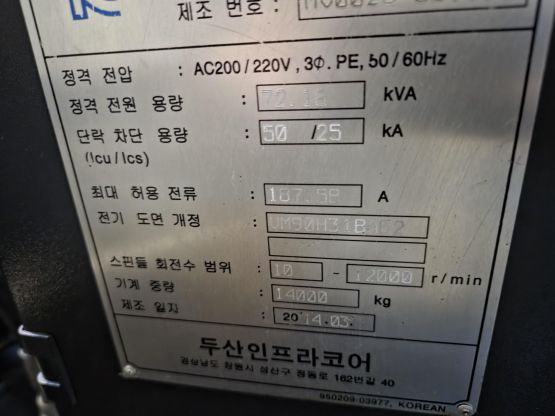 제조 번호 :
정격 전압 : AC200/220V, 3Φ. PE, 50/60Hz
정격 전원 용량 : kVA
단락 차단 용량 : 50 /25 kA
(Icu/Ics)
최대 허용 전류 : A
전기 도면 개정 :
스핀들 회전수 범위 : 10 - 12000 r/min
기계 중량 : 14000 kg
제조 일자 : 2014.03.
두산인프라코어
경상남도 창원시 성산구 정동로 162번길 40
950209-03977, KOREAN